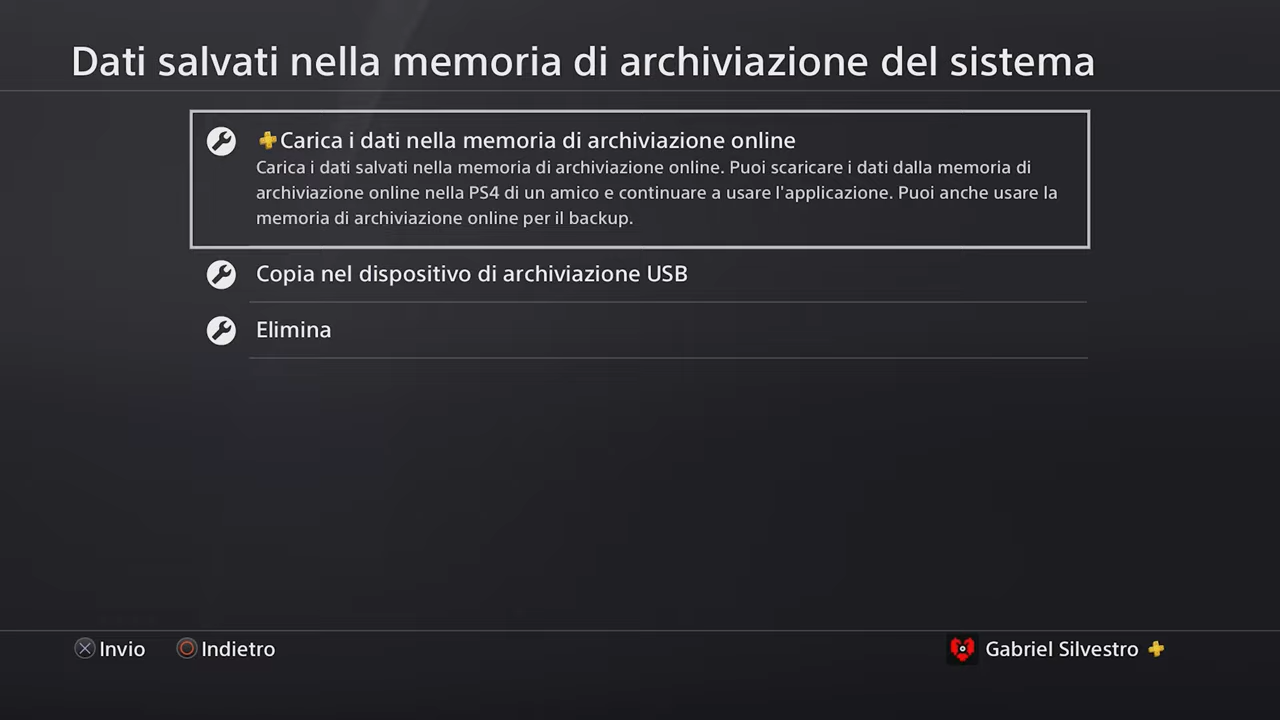 Dati salvati nella memoria di archiviazione del sistema
Carica i dati nella memoria di archiviazione online
Carica i dati salvati nella memoria di archiviazione online. Puoi scaricare i dati dalla memoria di
archiviazione online nella PS4 di un amico e continuare a usare l'applicazione. Puoi anche usare la
memoria di archiviazione online per il backup.
Copia nel dispositivo di archiviazione USB
Elimina
Invio Indietro Gabriel Silvestro